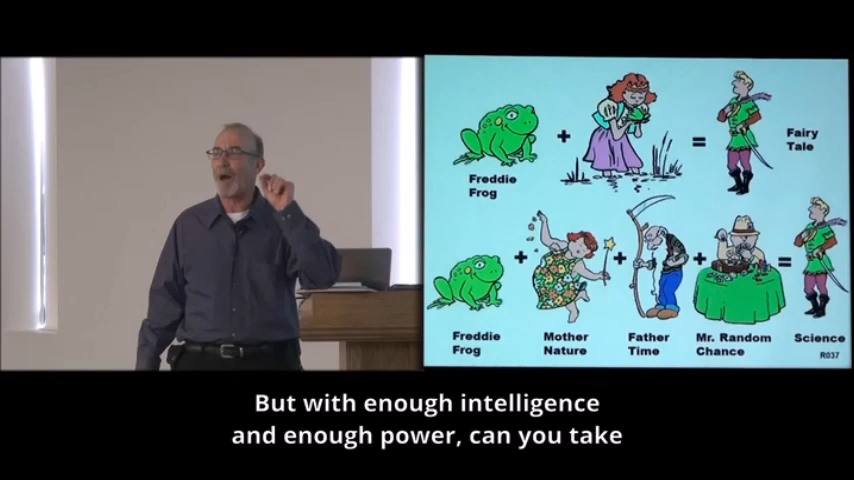 Fairy
Tale
Freddie
Frog
Freddie
Frog
Mother
Nature
Father
Time
Mr. Random
Chance
Science
R037
But with enough intelligence
and enough power, can you take